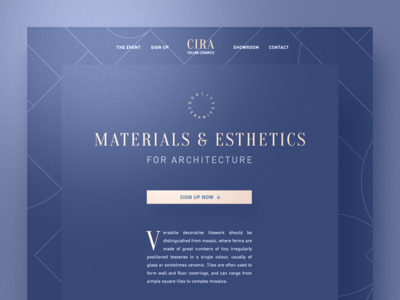 THE EVENT
SIGN UP
CIRA
ITALIAN CERAMICS
SHOWROOM
CONTACT
MATERIALS & ESTHETICS
FOR ARCHITECTURE
SIGN UP NOW ↓
Versatile decorative tilework should be
distinguished from mosaic, where forms are
made of great numbers of tiny irregularly
positioned tesserae in a single colour, usually of
glass or sometimes ceramic. Tiles are often used to
form wall and floor coverings, and can range from
simple square tiles to complex mosaics.